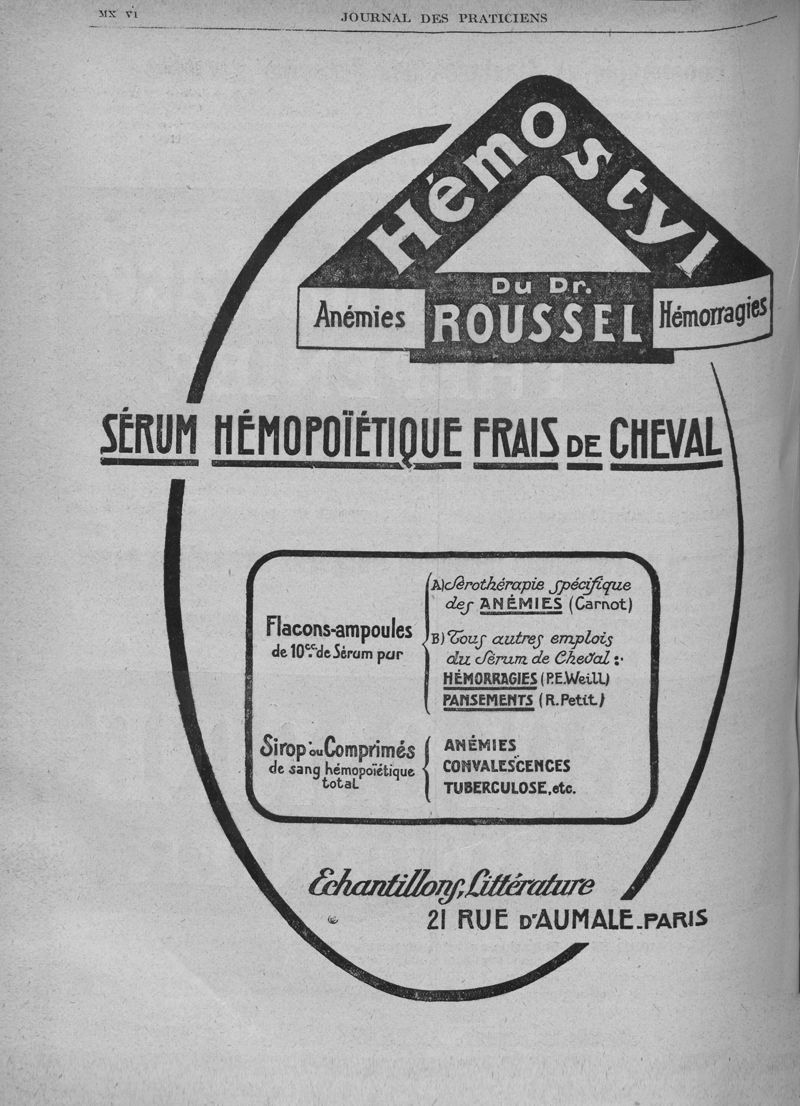 MX VI
JOURNAL DES PRATICIENS
Hémostyl
Du Dr.
ROUSSEL
Anémies
Hémorragies
SÉRUM HÉMOPOÏÉTIQUE FRAIS DE CHEVAL
Flacons-ampoules
de 10cc. de Sérum pur
A) Sérothérapie spécifique
des ANÉMIES (Carnot)
B) Tous autres emplois
du Sérum de Cheval :
HÉMORRAGIES (P.E.Weill)
PANSEMENTS (R.Petit)
Sirop ou Comprimés
de sang hémopoïétique
total
ANÉMIES
CONVALESCENCES
TUBERCULOSE, etc.
Echantillons, Littérature
21 RUE D'AUMALE-PARIS